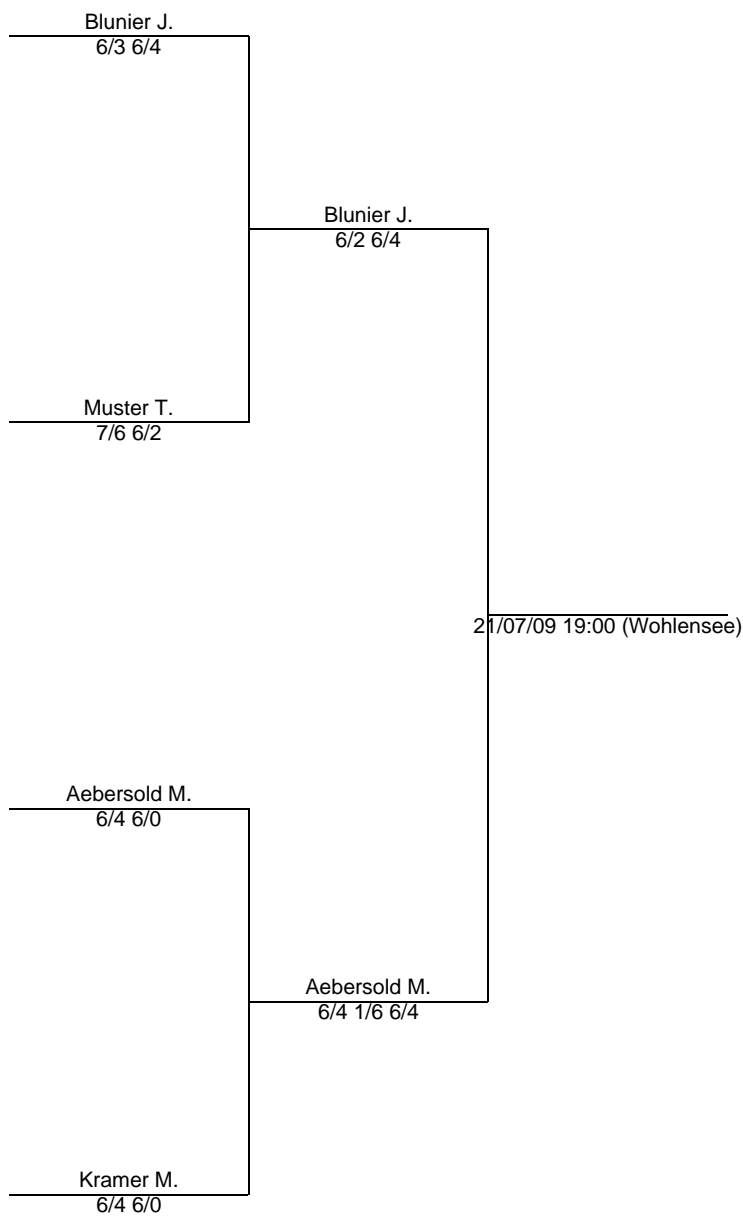 Blunier J.
6/3 6/4
Blunier J.
6/2 6/4
Muster T.
7/6 6/2
21/07/09 19:00 (Wohlensee)
Aebersold M.
6/4 6/0
Aebersold M.
6/4 1/6 6/4
Kramer M.
6/4 6/0